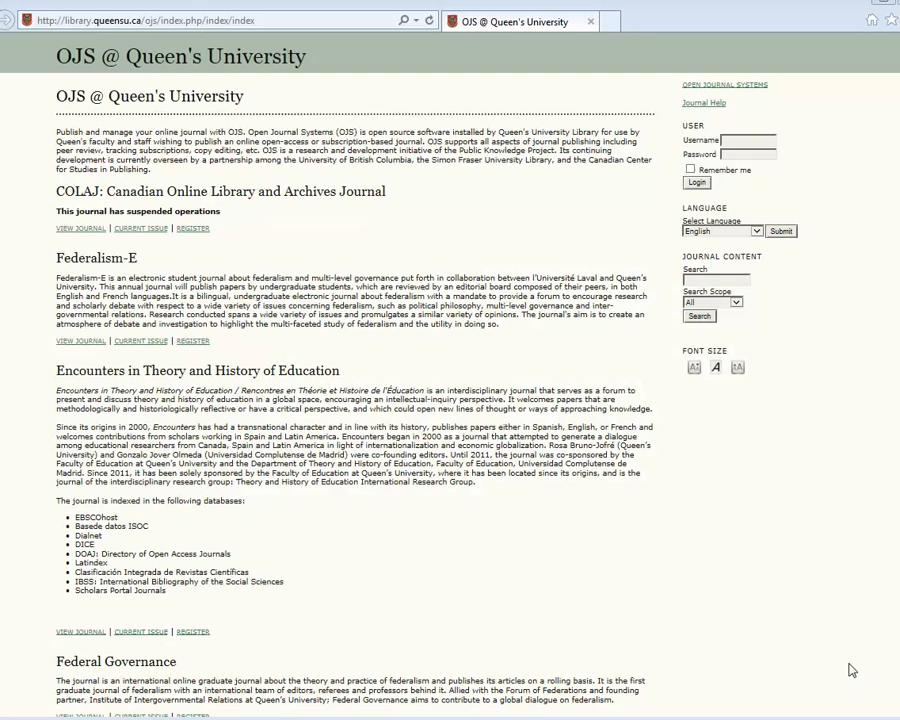 http://library.queensu.ca/ojs/index.php/index/index
OJS @ Queen's University
OJS @ Queen's University
OJS @ Queen's University
Publish and manage your online journal with OJS. Open Journal Systems (OJS) is open source software installed by Queen's University Library for use by
Queen's faculty and staff wishing to publish an online open-access or subscription-based journal. OJS supports all aspects of journal publishing including
peer review, tracking subscriptions, copy editing, etc. OJS is a research and development initiative of the Public Knowledge Project. Its continuing
development is currently overseen by a partnership among the University of British Columbia, the Simon Fraser University Library, and the Canadian Center
for Studies in Publishing.
COLAJ: Canadian Online Library and Archives Journal
This journal has suspended operations
VIEW JOURNAL | CURRENT ISSUE | REGISTER
Federalism-E
Federalism-E is an electronic student journal about federalism and multi-level governance put forth in collaboration between l'Université Laval and Queen's
University. This annual journal will publish papers by undergraduate students, which are reviewed by an editorial board composed of their peers, in both
English and French languages.It is a bilingual, undergraduate electronic journal about federalism with a mandate to provide a forum to encourage research
and scholarly debate with respect to a wide variety of issues concerning federalism, such as political philosophy, multi-level governance and inter-
governmental relations. Research conducted spans a wide variety of issues and promulgates a similar variety of opinions. The journal's aim is to create an
atmosphere of debate and investigation to highlight the multi-faceted study of federalism and the utility in doing so.
VIEW JOURNAL | CURRENT ISSUE | REGISTER
Encounters in Theory and History of Education
Encounters in Theory and History of Education / Rencontres en Théorie et Histoire de l'Éducation is an interdisciplinary journal that serves as a forum to
present and discuss theory and history of education in a global space, encouraging an intellectual-inquiry perspective. It welcomes papers that are
methodologically and historiologically reflective or have a critical perspective, and which could open new lines of thought or ways of approaching knowledge.
Since its origins in 2000, Encounters has had a transnational character and in line with its history, publishes papers either in Spanish, English, or French and
welcomes contributions from scholars working in Spain and Latin America. Encounters began in 2000 as a journal that attempted to generate a dialogue
among educational researchers from Canada, Spain and Latin America in light of internationalization and economic globalization. Rosa Bruno-Jofré (Queen's
University) and Gonzalo Jover Olmeda (Universidad Complutense de Madrid) were co-founding editors. Until 2011, the journal was co-sponsored by the
Faculty of Education at Queen's University and the Department of Theory and History of Education, Faculty of Education, Universidad Complutense de
Madrid. Since 2011, it has been solely sponsored by the Faculty of Education at Queen's University, where it has been located since its origins, and is the
journal of the interdisciplinary research group: Theory and History of Education International Research Group.
The journal is indexed in the following databases:
EBSCOhost
Basede datos ISOC
Dialnet
DICE
DOAJ: Directory of Open Access Journals
Latindex
Clasificación Integrada de Revistas Científicas
IBSS: International Bibliography of the Social Sciences
Scholars Portal Journals
VIEW JOURNAL | CURRENT ISSUE | REGISTER
Federal Governance
The journal is an international online graduate journal about the theory and practice of federalism and publishes its articles on a rolling basis. It is the first
graduate journal of federalism with an international team of editors, referees and professors behind it. Allied with the Forum of Federations and founding
partner, Institute of Intergovernmental Relations at Queen's University; Federal Governance aims to contribute to a global dialogue on federalism.
VIEW JOURNAL | CURRENT ISSUE | REGISTER
OPEN JOURNAL SYSTEMS
Journal Help
USER
Username
Password
Remember me
Login
LANGUAGE
Select Language
English
Submit
JOURNAL CONTENT
Search
Search Scope
All
Search
FONT SIZE
A
A
A